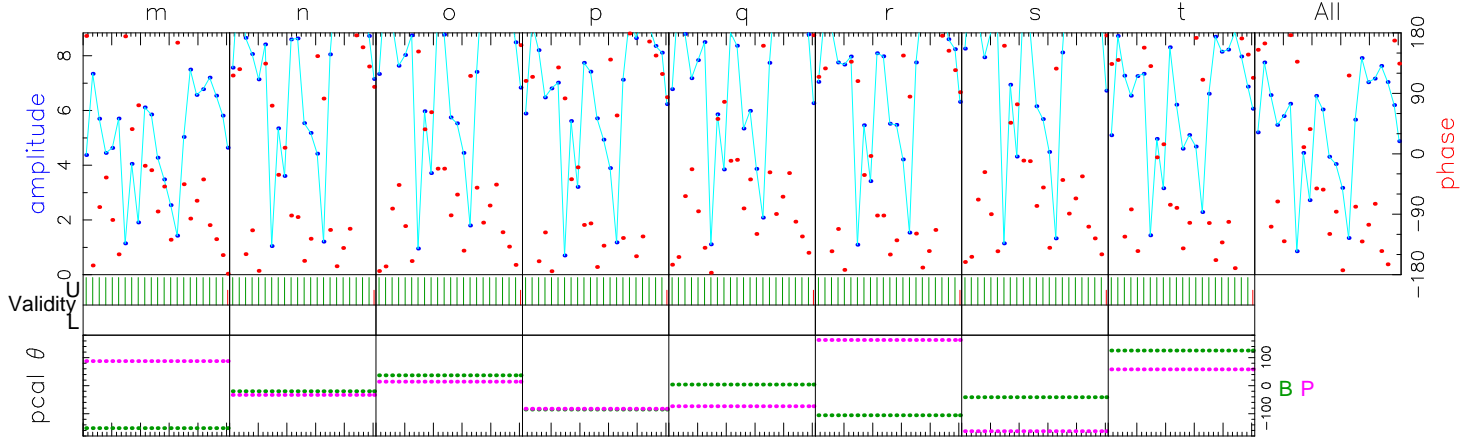 m n o p q r s t All
amplitude
0 2 4 6 8
phase
180 90 0 −90 −180
Validity
U
L
pcal θ
100 0 −100
B P